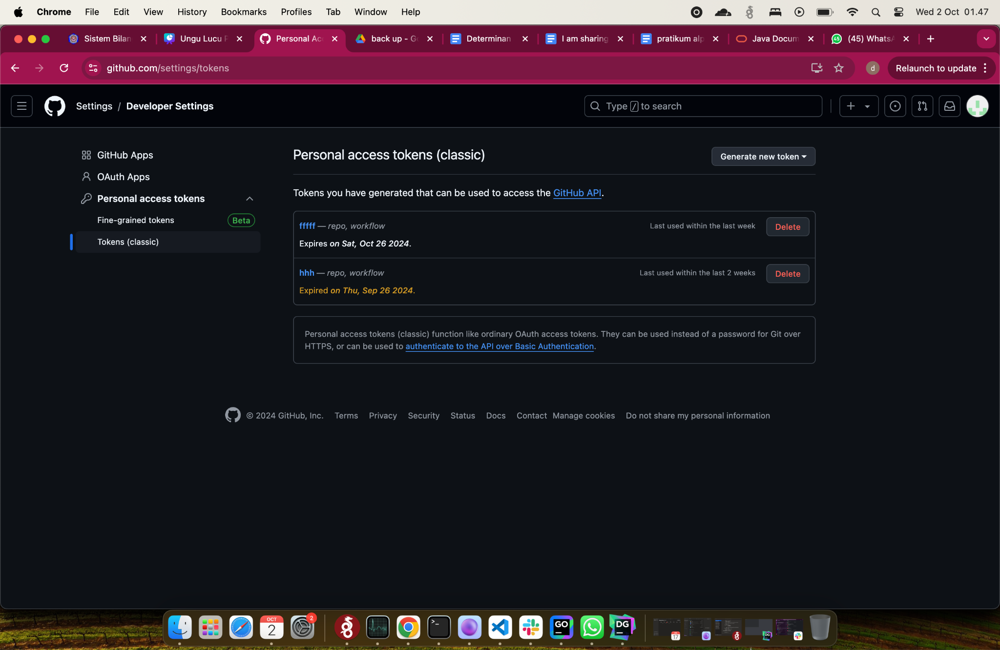 Chrome File Edit View History Bookmarks Profiles Tab Window Help Wed 2 Oct 01.47
Sistem Bilan Ungu Lucu Personal Acc back up - Go Determinan I am sharing pratikum alp Java Docum 45 (45) WhatsA
github.com/settings/tokens d Relaunch to update
Settings / Developer Settings Type / to search
GitHub Apps
OAuth Apps
Personal access tokens
Fine-grained tokens Beta
Tokens (classic)
Personal access tokens (classic) Generate new token
Tokens you have generated that can be used to access the GitHub API.
fffff — repo, workflow Last used within the last week Delete
Expires on Sat, Oct 26 2024.
hhh — repo, workflow Last used within the last 2 weeks Delete
Expired on Thu, Sep 26 2024.
Personal access tokens (classic) function like ordinary OAuth access tokens. They can be used instead of a password for Git over
HTTPS, or can be used to authenticate to the API over Basic Authentication.
© 2024 GitHub, Inc. Terms Privacy Security Status Docs Contact Manage cookies Do not share my personal information
OCT 2 2 >_ GO DG 17 DG